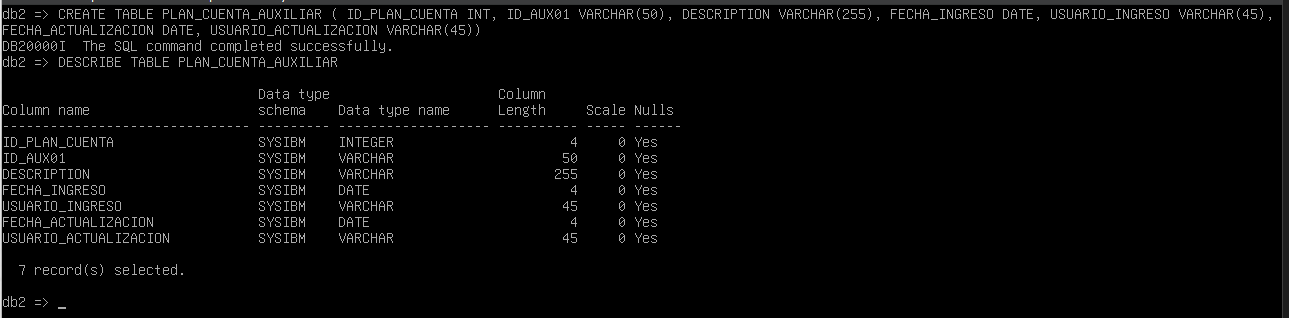 db2 => CREATE TABLE PLAN_CUENTA_AUXILIAR ( ID_PLAN_CUENTA INT, ID_AUX01 VARCHAR(50), DESCRIPTION VARCHAR(255), FECHA_INGRESO DATE, USUARIO_INGRESO VARCHAR(45),
FECHA_ACTUALIZACION DATE, USUARIO_ACTUALIZACION VARCHAR(45))
DB20000I  The SQL command completed successfully.
db2 => DESCRIBE TABLE PLAN_CUENTA_AUXILIAR
                                Data type                     Column
Column name                     schema    Data type name      Length     Scale Nulls
------------------------------- --------- ------------------- ---------- ----- ------
ID_PLAN_CUENTA                  SYSIBM    INTEGER                      4     0 Yes
ID_AUX01                        SYSIBM    VARCHAR                     50     0 Yes
DESCRIPTION                     SYSIBM    VARCHAR                    255     0 Yes
FECHA_INGRESO                   SYSIBM    DATE                         4     0 Yes
USUARIO_INGRESO                 SYSIBM    VARCHAR                     45     0 Yes
FECHA_ACTUALIZACION             SYSIBM    DATE                         4     0 Yes
USUARIO_ACTUALIZACION           SYSIBM    VARCHAR                     45     0 Yes
  7 record(s) selected.
db2 => _